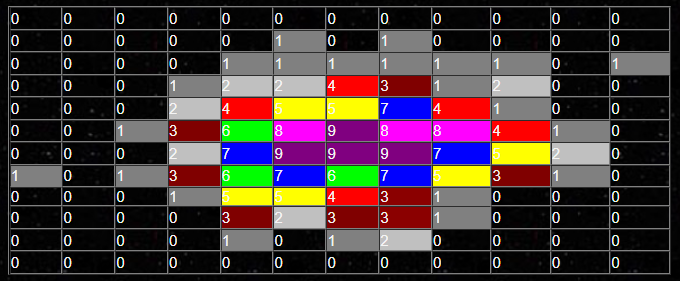 0 0 0 0 0 0 0 0 0 0 0 0 0
0 0 0 0 0 1 0 1 0 0 0 0 0
0 0 0 0 1 1 1 1 1 1 0 1
0 0 0 1 2 2 4 3 1 2 0 0
0 0 0 2 4 5 5 7 4 1 0 0
0 0 1 3 6 8 9 8 8 4 1 0
0 0 0 2 7 9 9 9 7 5 2 0
1 0 1 3 6 7 6 7 5 3 1 0
0 0 0 1 5 5 4 3 1 0 0 0
0 0 0 0 3 2 3 3 1 0 0 0
0 0 0 0 1 0 1 2 0 0 0 0
0 0 0 0 0 0 0 0 0 0 0 0